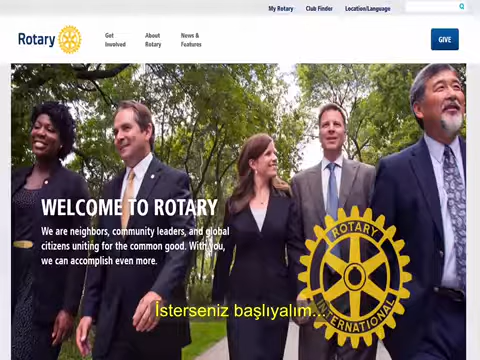 My Rotary Club Finder Location/Language
Rotary
Get Involved
About Rotary
News & Features
GIVE
WELCOME TO ROTARY
We are neighbors, community leaders, and global
citizens uniting for the common good. With you,
we can accomplish even more.
ROTARY
INTERNATIONAL
İsterseniz başlıyalım...